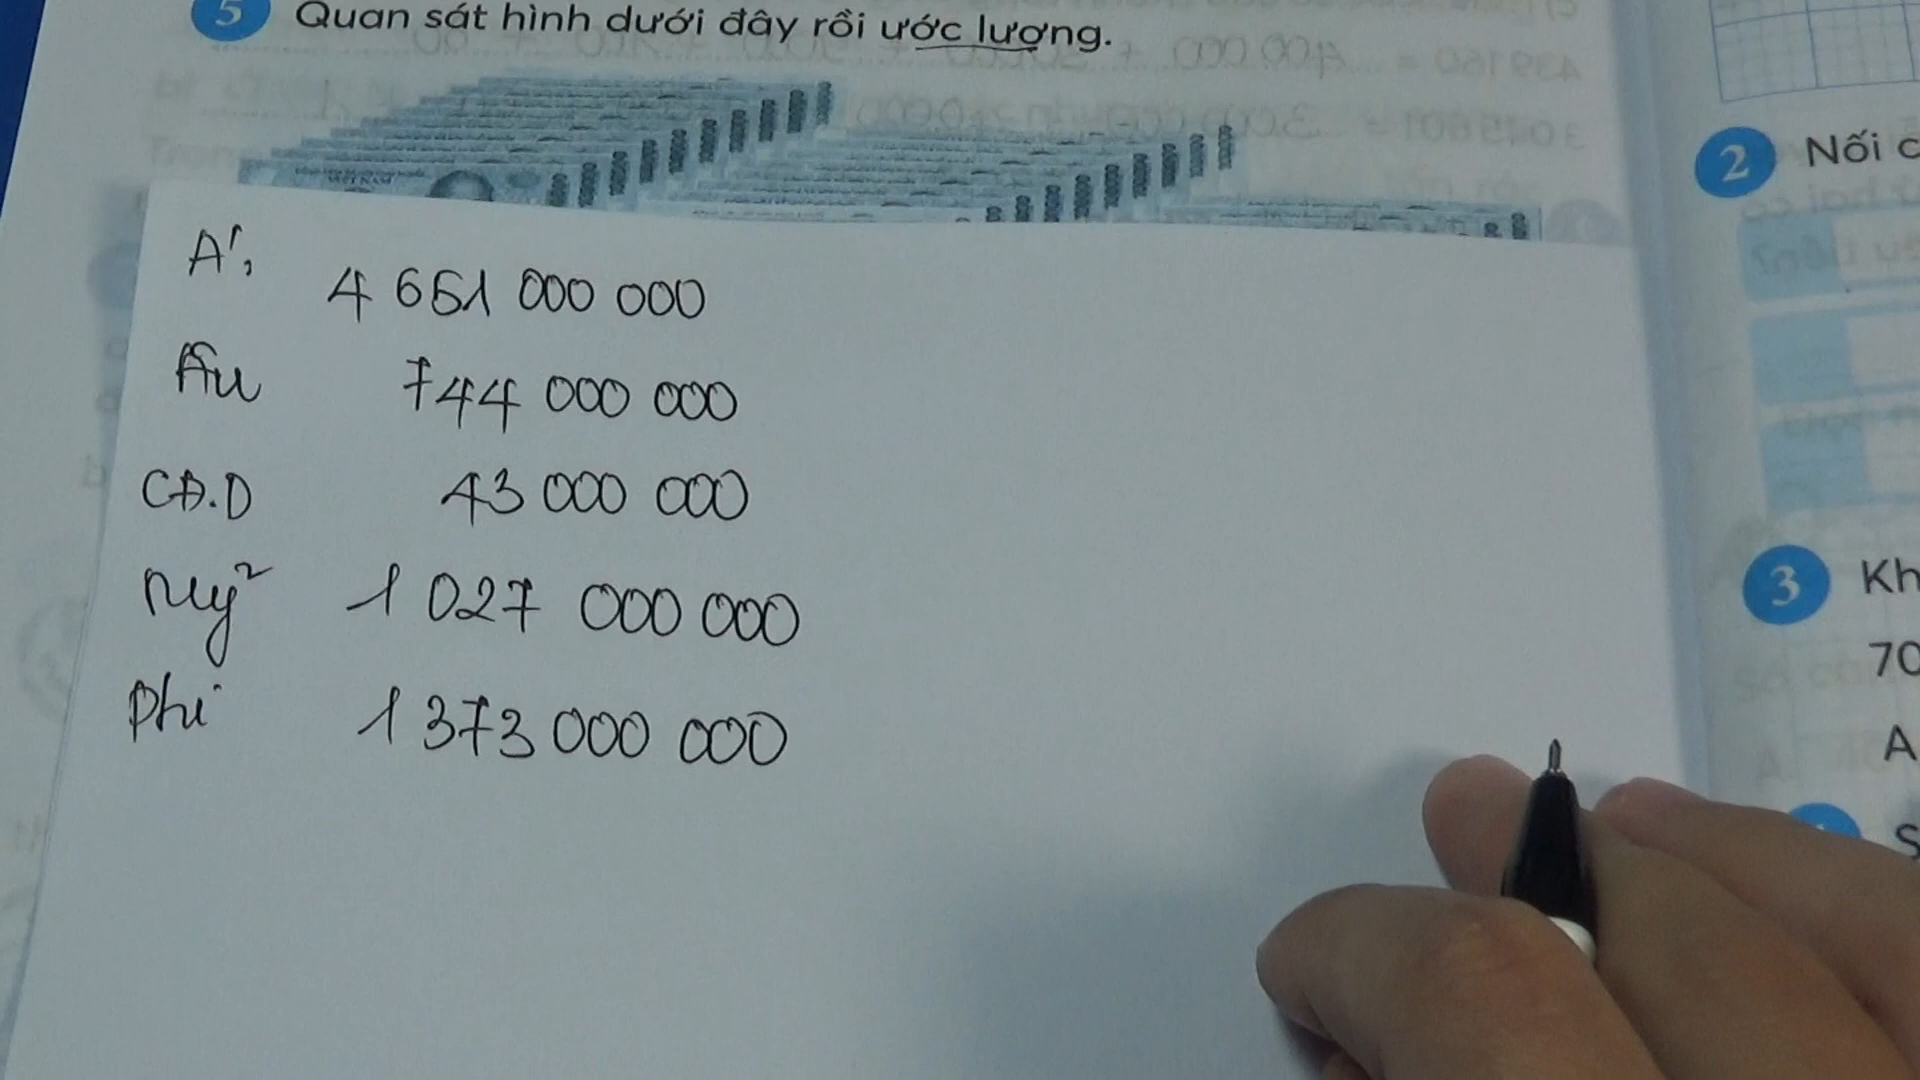 5 Quan sát hình dưới đây rồi ước lượng.
Á, 4 651 000 000
Âu 744 000 000
CĐ.D 43 000 000
Mỹ 1 027 000 000
Phi 1 373 000 000
2 Nối c
3 Kh
70
A
S